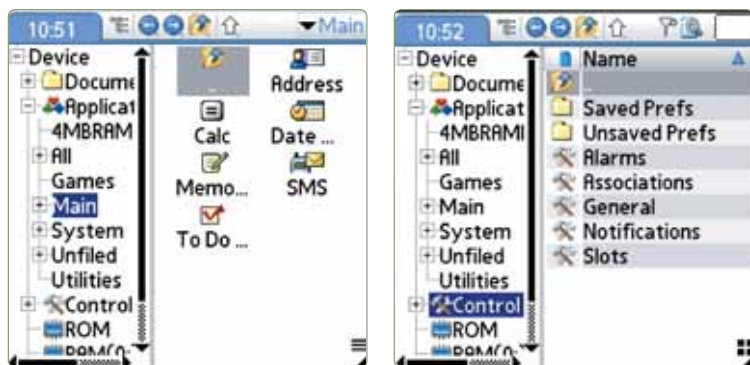 10:51
Main
Device
Docume
Applicat
4MBRAM
All
Games
Main
System
Unfiled
Utilities
Control
ROM
Address
Calc
Date ...
Memo...
SMS
To Do ...
10:52
Device
Docume
Applicat
4MBRAMI
All
Games
Main
System
Unfiled
Utilities
Control
ROM
Name
Saved Prefs
Unsaved Prefs
Alarms
Associations
General
Notifications
Slots